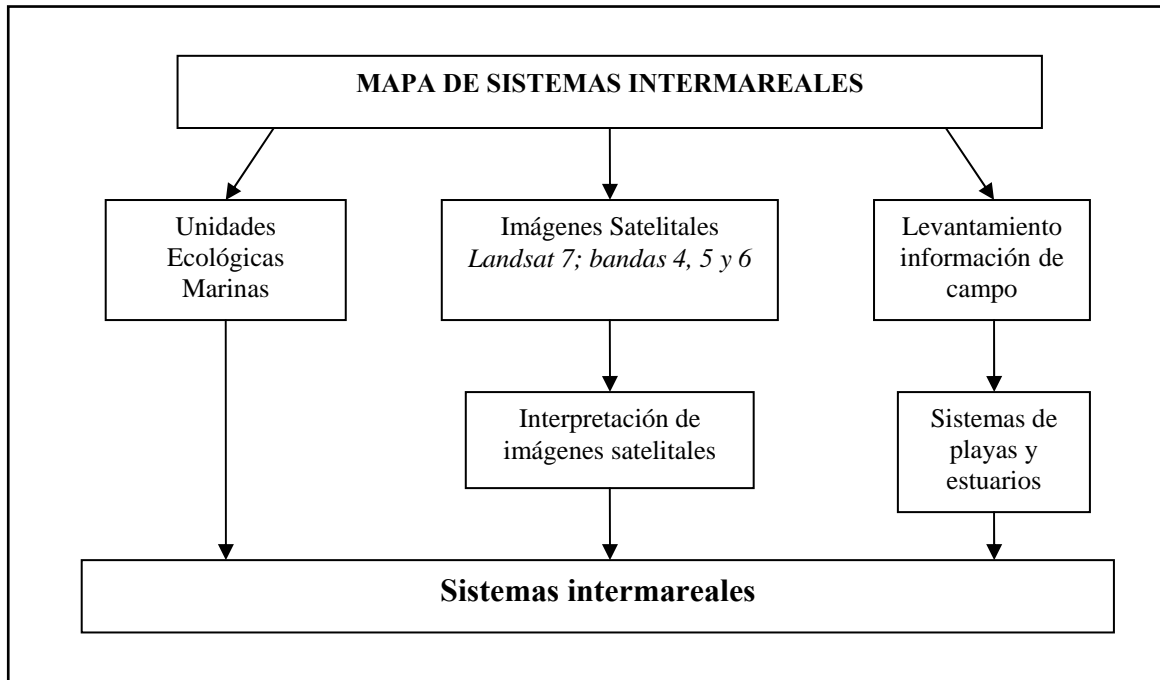 MAPA DE SISTEMAS INTERMAREALES
Unidades
Ecológicas
Marinas
Imágenes Satelitales
Landsat 7; bandas 4, 5 y 6
Levantamiento
información de
campo
Interpretación de
imágenes satelitales
Sistemas de
playas y
estuarios
Sistemas intermareales